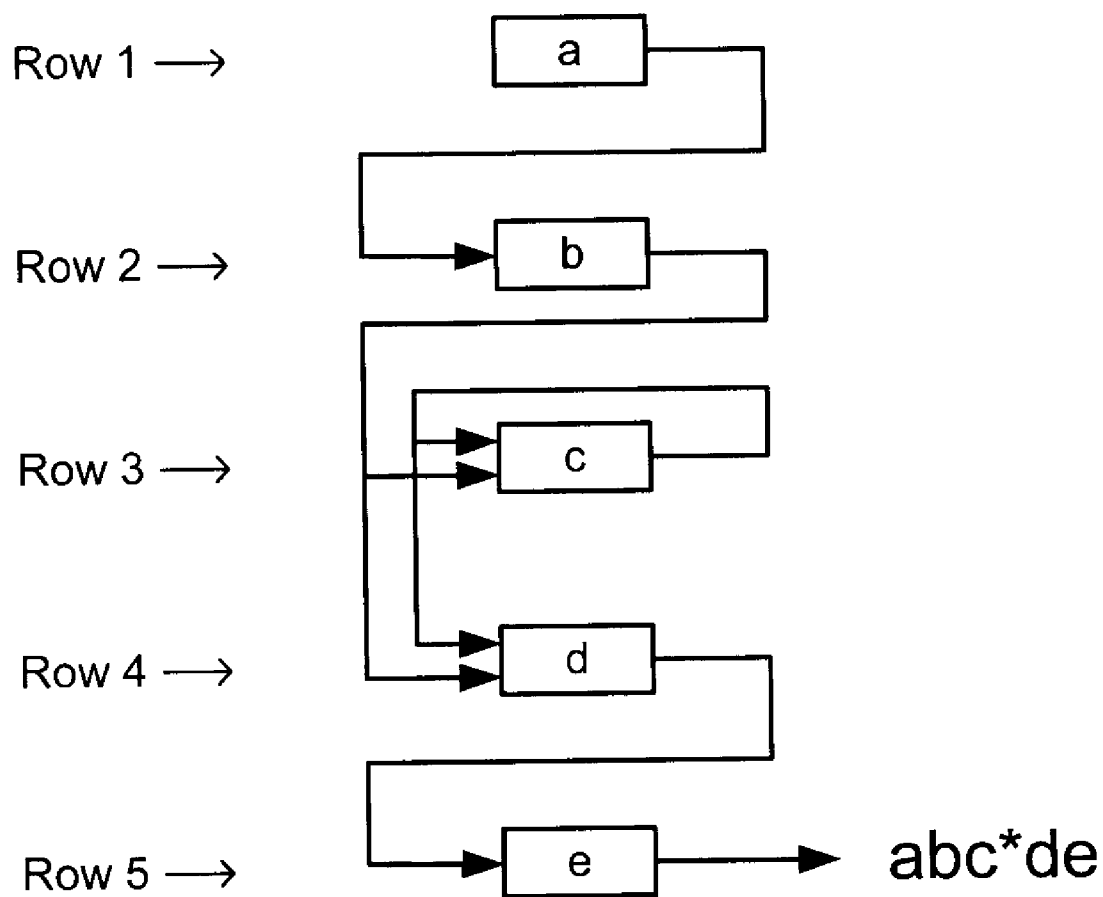 Row 1 → a
Row 2 → b
Row 3 → c
Row 4 → d
Row 5 → e abc*de